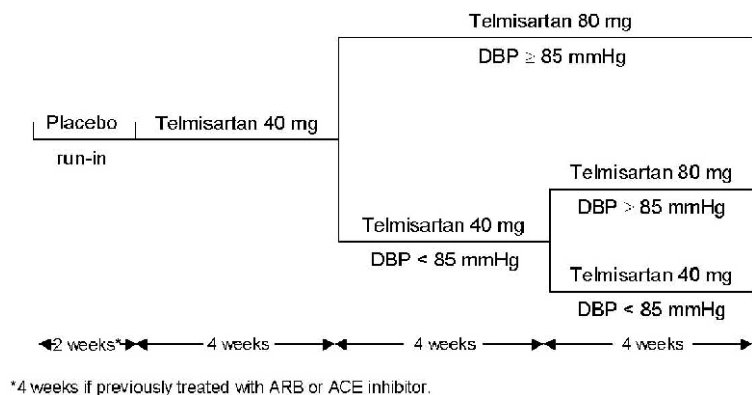 Telmisartan 80 mg
DBP ≥ 85 mmHg
Placebo
Telmisartan 40 mg
run-in
Telmisartan 80 mg
DBP > 85 mmHg
Telmisartan 40 mg
DBP < 85 mmHg
Telmisartan 40 mg
DBP < 85 mmHg
2 weeks*
4 weeks
4 weeks
4 weeks
*4 weeks if previously treated with ARB or ACE inhibitor.